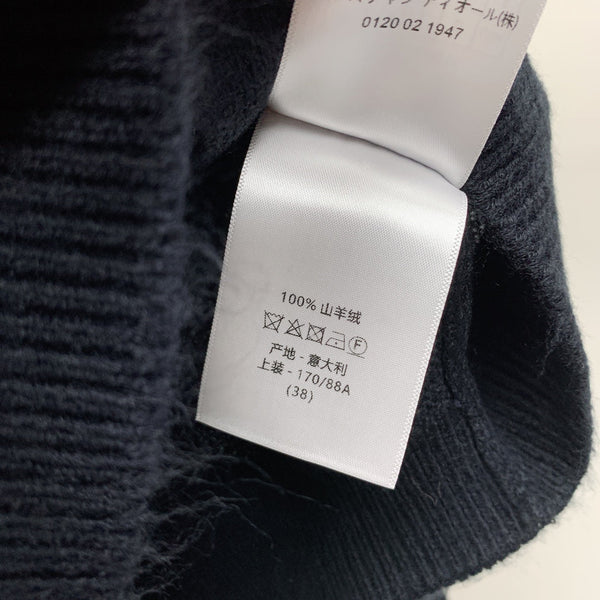 スチャン ディオール(株)
0120 02 1947
100% 山羊绒
F
产地 - 意大利
上装 - 170/88A
(38)